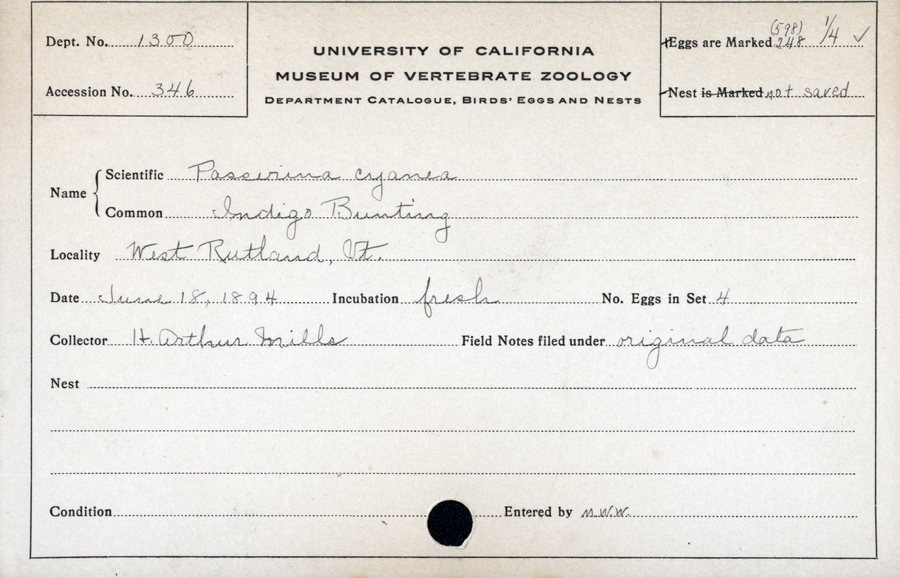 Dept. No. 1300
Accession No. 346
UNIVERSITY OF CALIFORNIA
MUSEUM OF VERTEBRATE ZOOLOGY
DEPARTMENT CATALOGUE, BIRDS' EGGS AND NESTS
(598)
Eggs are Marked 248 1/4 ✓
Nest is Marked not saved
Name
Scientific Passerina cyanea
Common Indigo Bunting
Locality West Rutland, Vt.
Date June 18, 1894 Incubation fresh No. Eggs in Set 4
Collector H. Arthur Mills Field Notes filed under original data
Nest
Condition Entered by M.W.W.